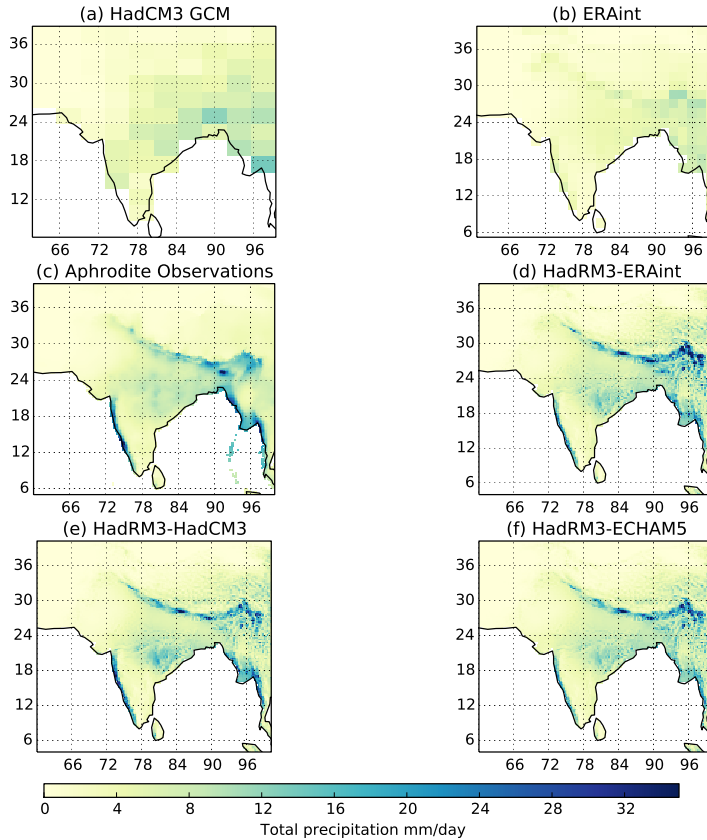 (a) HadCM3 GCM
(b) ERAint
36
30
24
18
12
66 72 78 84 90 96
36
30
24
18
12
6
66 72 78 84 90 96
(c) Aphrodite Observations
(d) HadRM3-ERAint
36
30
24
18
12
6
66 72 78 84 90 96
36
30
24
18
12
6
66 72 78 84 90 96
(e) HadRM3-HadCM3
(f) HadRM3-ECHAM5
36
30
24
18
12
6
66 72 78 84 90 96
36
30
24
18
12
6
66 72 78 84 90 96
0 4 8 12 16 20 24 28 32
Total precipitation mm/day